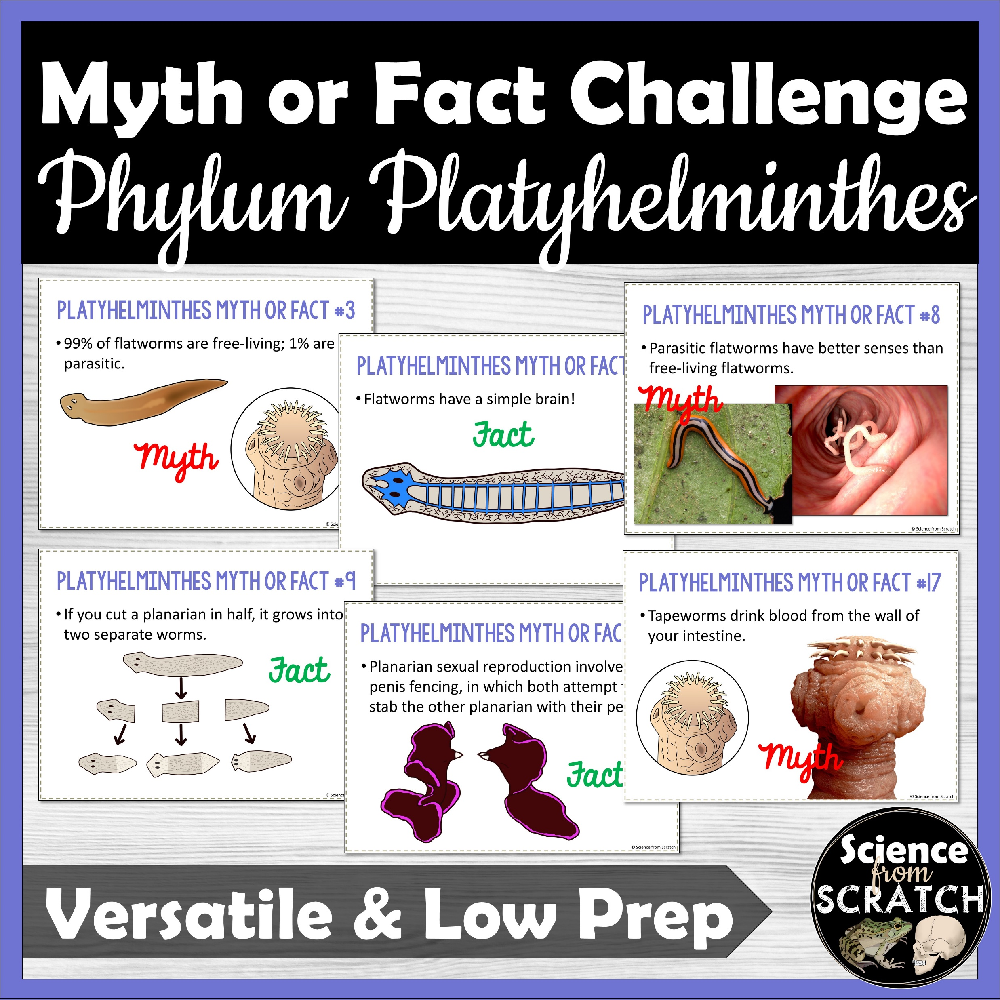 Myth or Fact Challenge
Phylum Platyhelminthes
PLATYHELMINTHES MYTH OR FACT #3
• 99% of flatworms are free-living; 1% are
parasitic.
Myth
PLATYHELMINTHES MYTH OR FACT
• Flatworms have a simple brain!
Fact
PLATYHELMINTHES MYTH OR FACT #8
• Parasitic flatworms have better senses than
free-living flatworms.
Myth
© Science from Scratch
PLATYHELMINTHES MYTH OR FACT #9
• If you cut a planarian in half, it grows into
two separate worms.
Fact
PLATYHELMINTHES MYTH OR FAC
• Planarian sexual reproduction involve
penis fencing, in which both attempt
stab the other planarian with their pe
Fact
© Science from Scratch
PLATYHELMINTHES MYTH OR FACT #17
• Tapeworms drink blood from the wall of
your intestine.
Myth
© Science from Scratch
Versatile & Low Prep
Science
from
SCRATCH